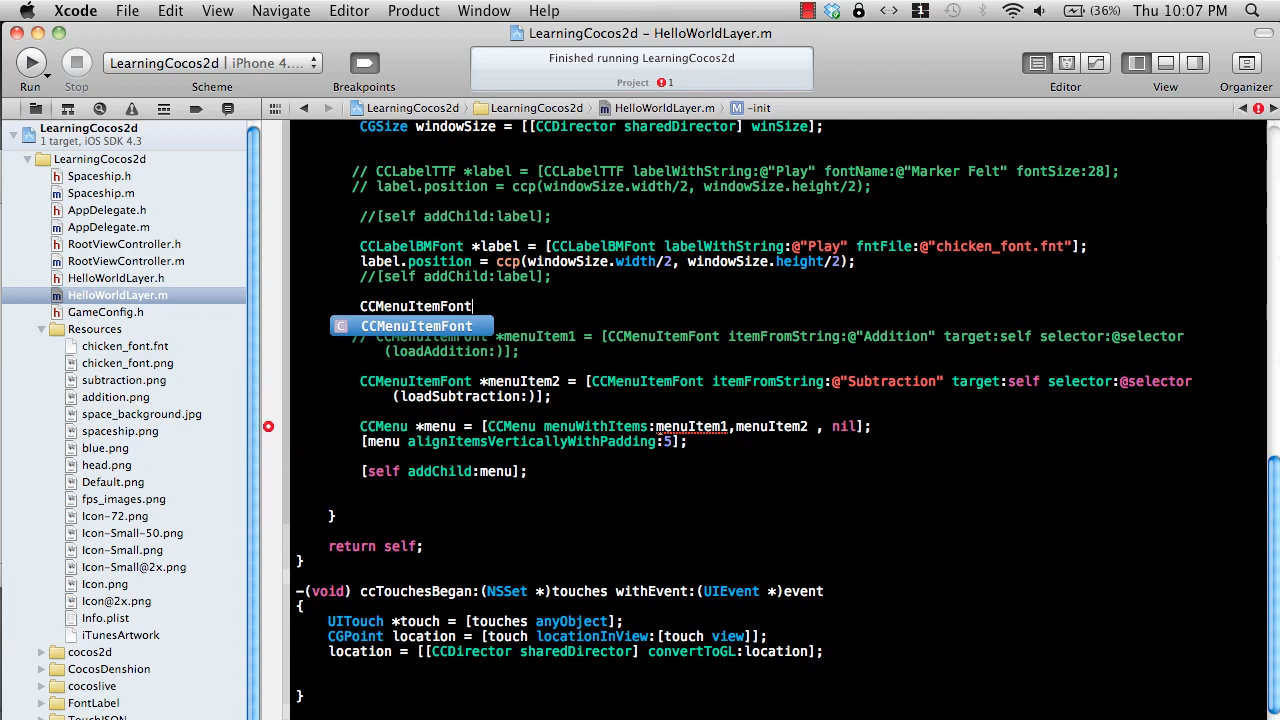 Xcode File Edit View Navigate Editor Product Window Help 1 (36%) Thu 10:07 PM
LearningCocos2d – HelloWorldLayer.m
LearningCocos2d iPhone 4....
Finished running LearningCocos2d
Project 1
Run Stop Scheme Breakpoints Editor View Organizer
LearningCocos2d LearningCocos2d HelloWorldLayer.m -init
LearningCocos2d
1 target, iOS SDK 4.3
LearningCocos2d
Spaceship.h
Spaceship.m
AppDelegate.h
AppDelegate.m
RootViewController.h
RootViewController.m
HelloWorldLayer.h
HelloWorldLayer.m
GameConfig.h
Resources
chicken_font.fnt
chicken_font.png
subtraction.png
addition.png
space_background.jpg
spaceship.png
blue.png
head.png
Default.png
fps_images.png
Icon-72.png
Icon-Small-50.png
Icon-Small.png
Icon-Small@2x.png
Icon.png
Icon@2x.png
Info.plist
iTunesArtwork
cocos2d
CocosDenshion
cocoslive
FontLabel
TouchJSON
CGSize windowSize = [[CCDirector sharedDirector] winSize];
// CCLabelTTF *label = [CCLabelTTF labelWithString:@"Play" fontName:@"Marker Felt" fontSize:28];
// label.position = ccp(windowSize.width/2, windowSize.height/2);
//[self addChild:label];
CCLabelBMFont *label = [CCLabelBMFont labelWithString:@"Play" fntFile:@"chicken_font.fnt"];
label.position = ccp(windowSize.width/2, windowSize.height/2);
//[self addChild:label];
CCMenuItemFont
C CCMenuItemFont
// CCMenuItemFont *menuItem1 = [CCMenuItemFont itemFromString:@"Addition" target:self selector:@selector
(loadAddition:)];
CCMenuItemFont *menuItem2 = [CCMenuItemFont itemFromString:@"Subtraction" target:self selector:@selector
(loadSubtraction:)];
CCMenu *menu = [CCMenu menuWithItems:menuItem1,menuItem2 , nil];
[menu alignItemsVerticallyWithPadding:5];
[self addChild:menu];
}
return self;
}
-(void) ccTouchesBegan:(NSSet *)touches withEvent:(UIEvent *)event
{
UITouch *touch = [touches anyObject];
CGPoint location = [touch locationInView:[touch view]];
location = [[CCDirector sharedDirector] convertToGL:location];
}